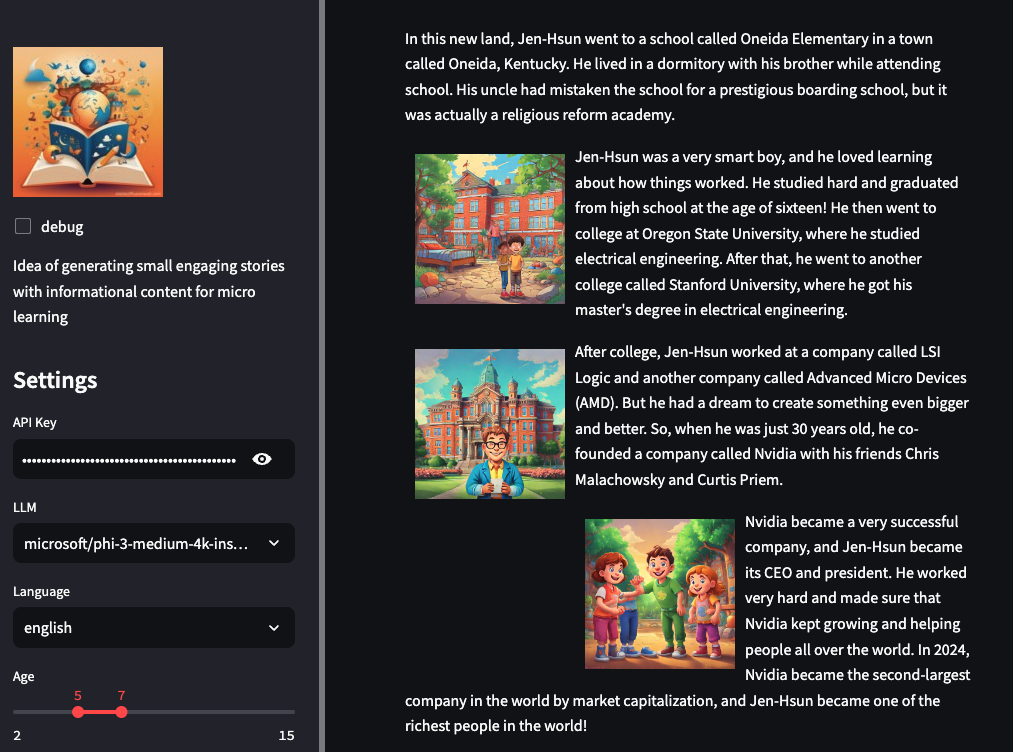 debug
Idea of generating small engaging stories
with informational content for micro
learning
Settings
API Key
LLM
microsoft/phi-3-medium-4k-ins...
Language
english
Age
5 7
2 15
In this new land, Jen-Hsun went to a school called Oneida Elementary in a town
called Oneida, Kentucky. He lived in a dormitory with his brother while attending
school. His uncle had mistaken the school for a prestigious boarding school, but it
was actually a religious reform academy.
Jen-Hsun was a very smart boy, and he loved learning
about how things worked. He studied hard and graduated
from high school at the age of sixteen! He then went to
college at Oregon State University, where he studied
electrical engineering. After that, he went to another
college called Stanford University, where he got his
master's degree in electrical engineering.
After college, Jen-Hsun worked at a company called LSI
Logic and another company called Advanced Micro Devices
(AMD). But he had a dream to create something even bigger
and better. So, when he was just 30 years old, he co-
founded a company called Nvidia with his friends Chris
Malachowsky and Curtis Priem.
Nvidia became a very successful
company, and Jen-Hsun became
its CEO and president. He worked
very hard and made sure that
Nvidia kept growing and helping
people all over the world. In 2024,
Nvidia became the second-largest
company in the world by market capitalization, and Jen-Hsun became one of the
richest people in the world!